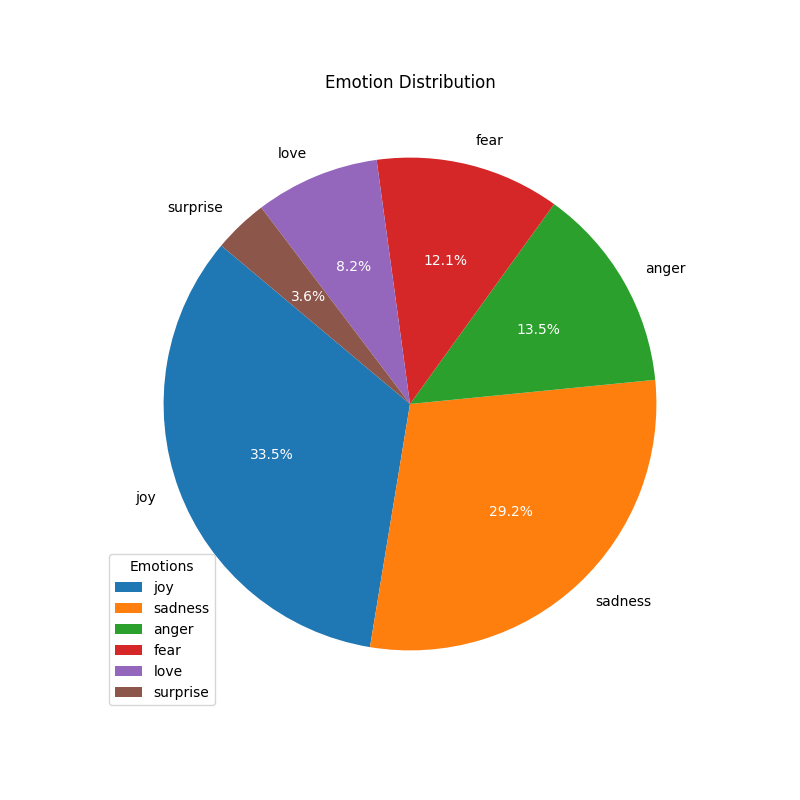 Emotion Distribution
fear
love
surprise
anger
12.1%
8.2%
3.6%
13.5%
33.5%
joy
29.2%
sadness
Emotions
joy
sadness
anger
fear
love
surprise